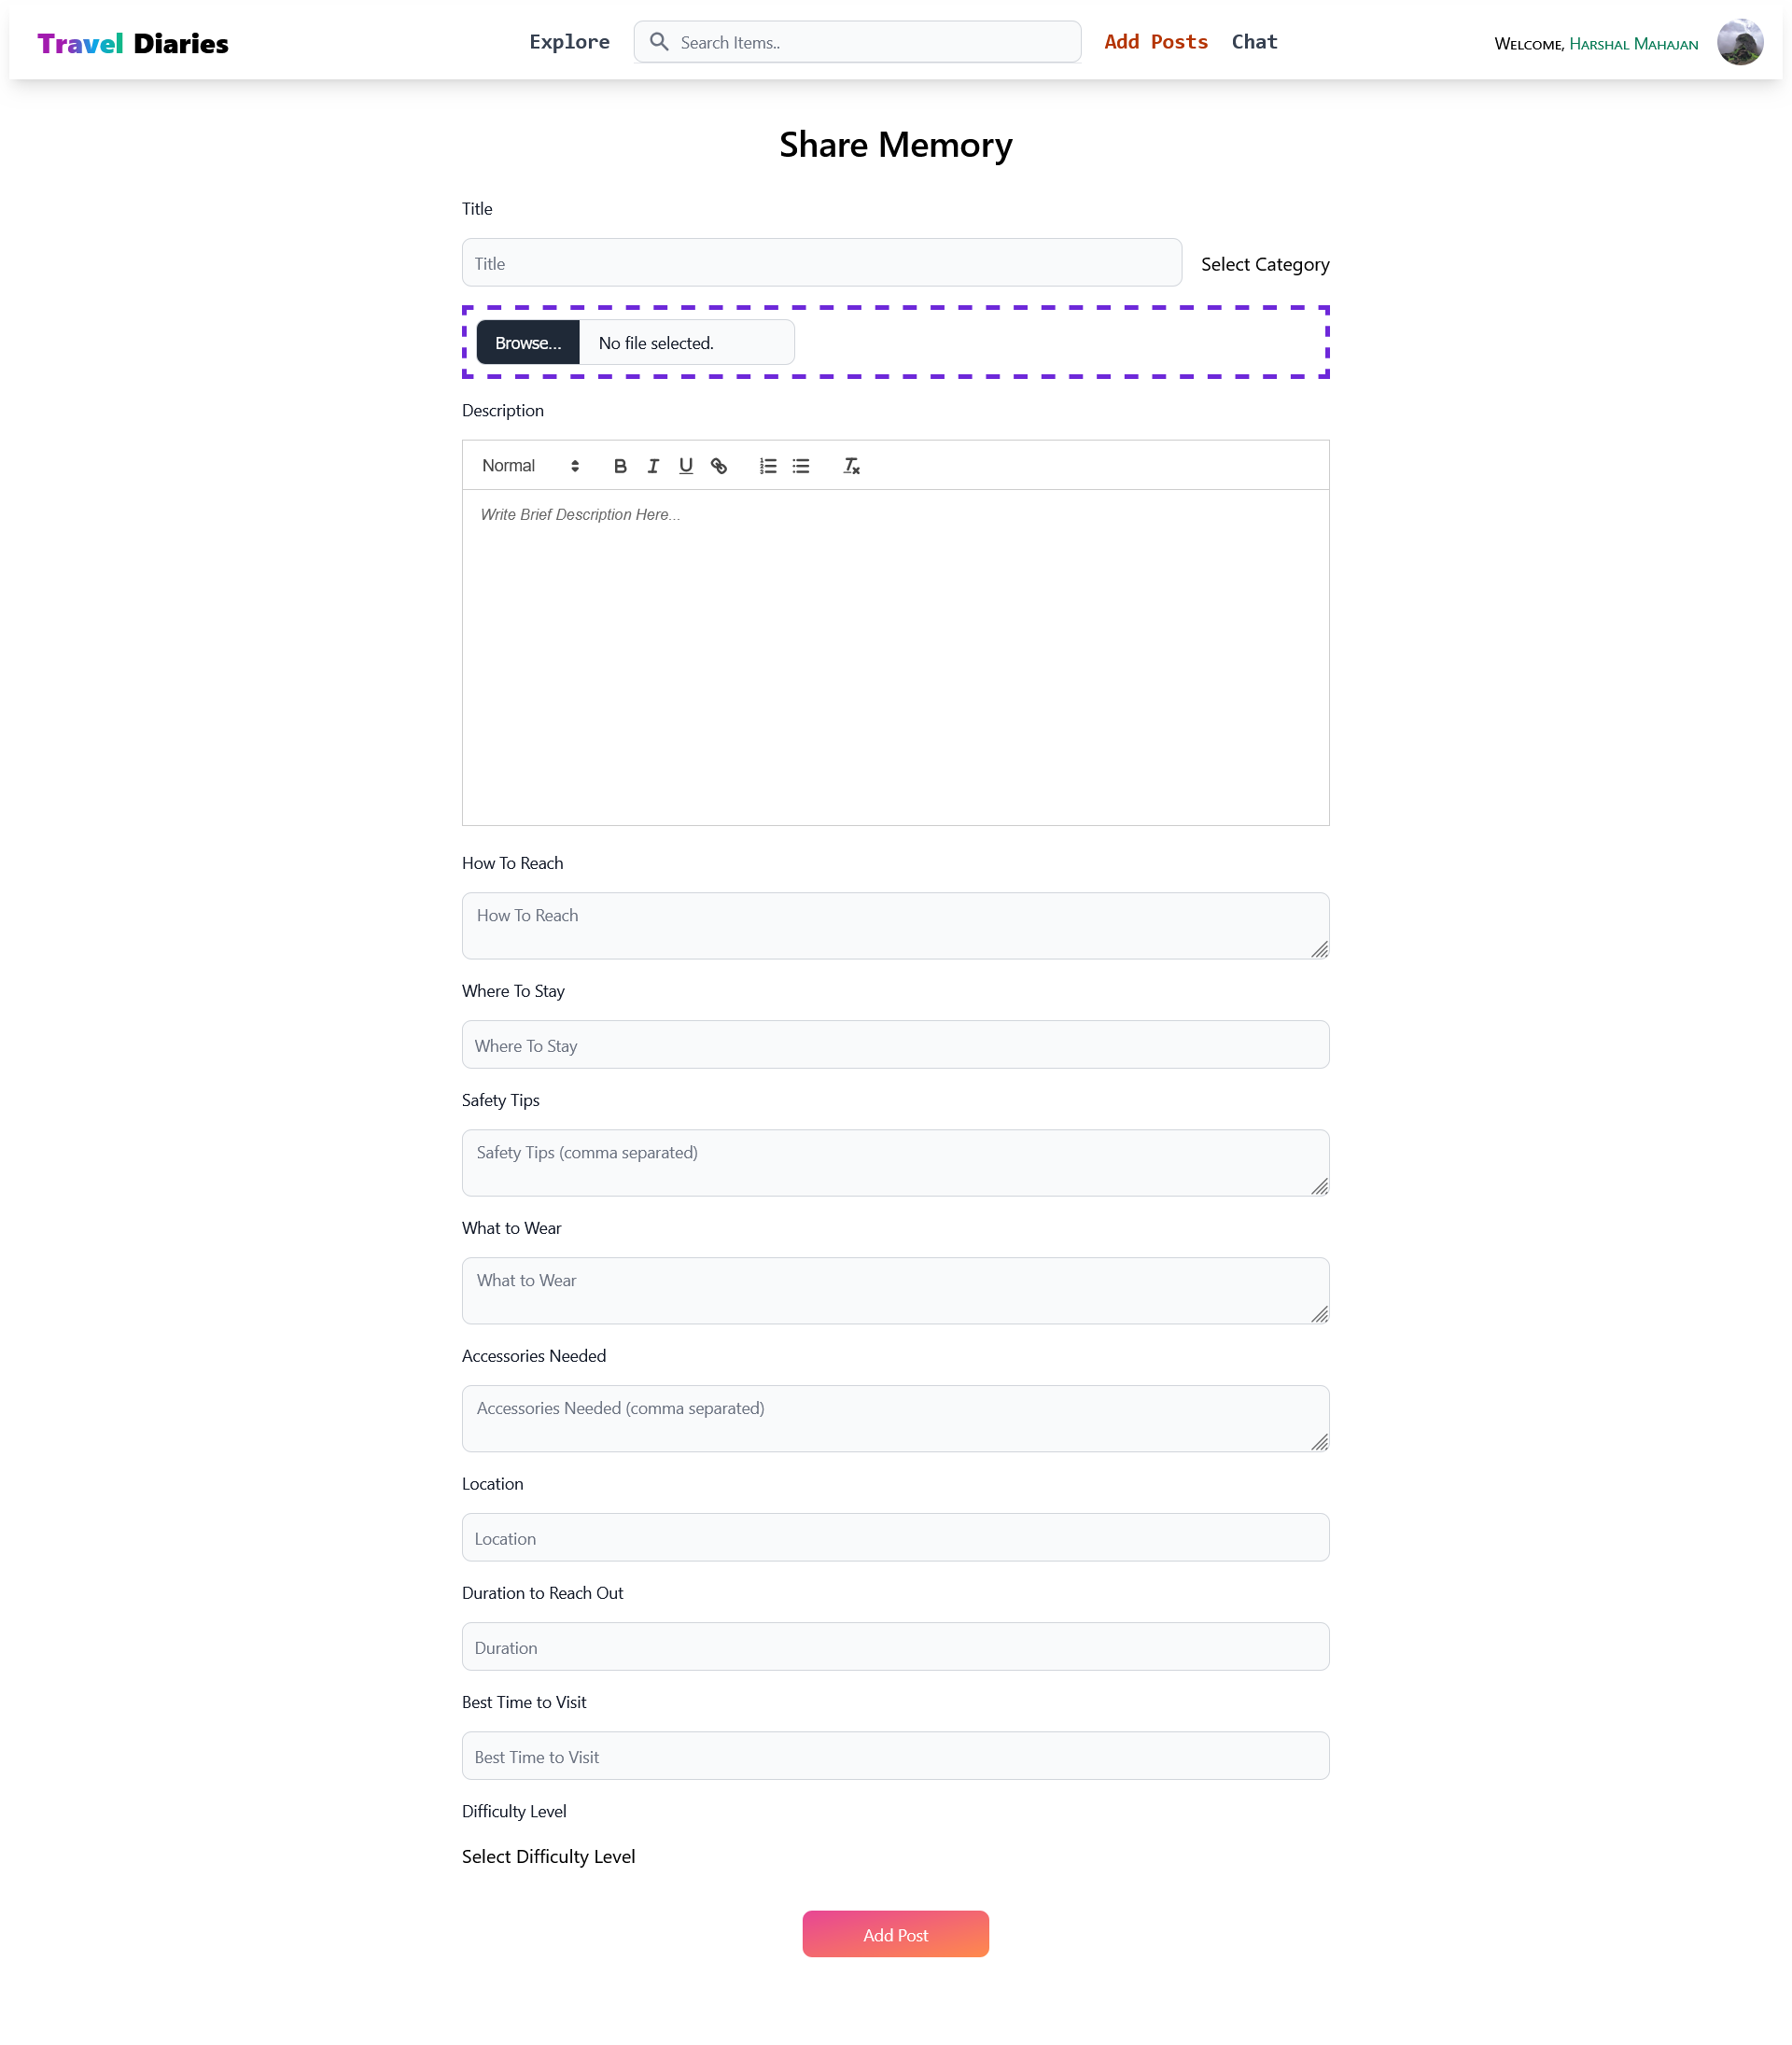 Travel Diaries Explore Search Items.. Add Posts Chat Welcome, Harshal Mahajan
Share Memory
Title
Title Select Category
Browse... No file selected.
Description
Normal
Write Brief Description Here...
How To Reach
How To Reach
Where To Stay
Where To Stay
Safety Tips
Safety Tips (comma separated)
What to Wear
What to Wear
Accessories Needed
Accessories Needed (comma separated)
Location
Location
Duration to Reach Out
Duration
Best Time to Visit
Best Time to Visit
Difficulty Level
Select Difficulty Level
Add Post